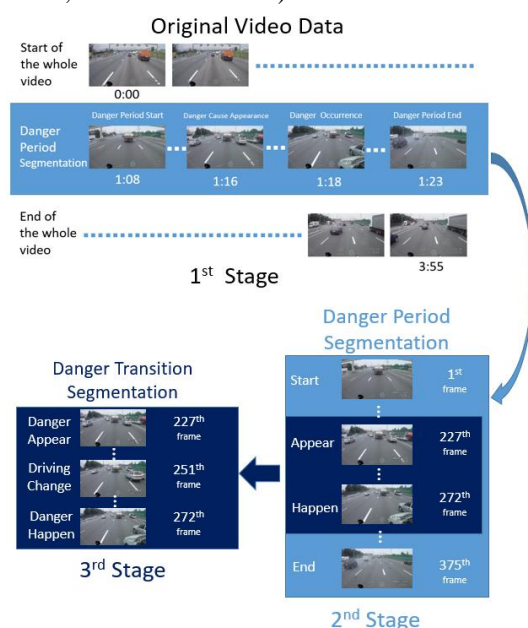 Original Video Data
Start of
the whole
video
0:00
Danger Period Start
Danger Cause Appearance
Danger Occurrence
Danger Period End
Danger
Period
Segmentation
1:08
1:16
1:18
1:23
End of
the whole
video
3:55
1st Stage
Danger Period
Segmentation
Start
1st
frame
Appear
227th
frame
Happen
272th
frame
End
375th
frame
2nd Stage
Danger Transition
Segmentation
Danger
Appear
227th
frame
Driving
Change
251th
frame
Danger
Happen
272th
frame
3rd Stage